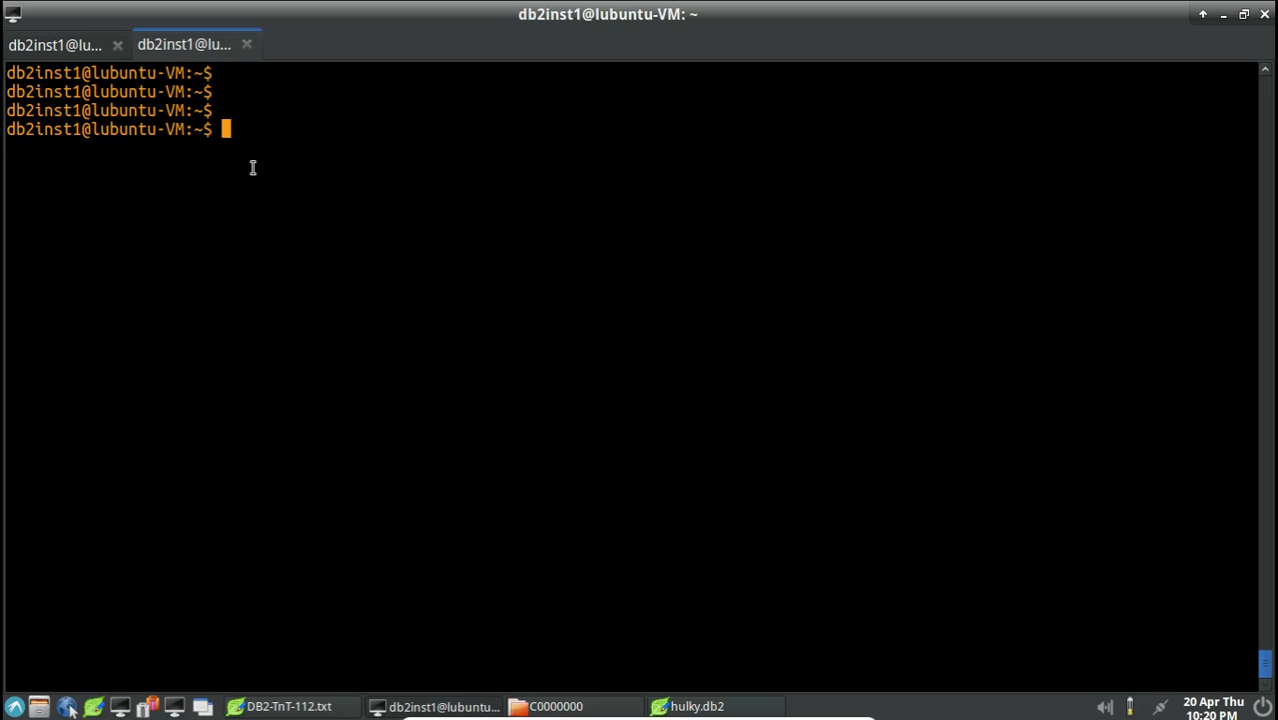 db2inst1@lubuntu-VM: ~
db2inst1@lu...
db2inst1@lu...
db2inst1@lubuntu-VM:~$
db2inst1@lubuntu-VM:~$
db2inst1@lubuntu-VM:~$
db2inst1@lubuntu-VM:~$
DB2-TnT-112.txt
db2inst1@lubuntu-VM...
C0000000
hulky.db2
20 Apr Thu
10:20 PM